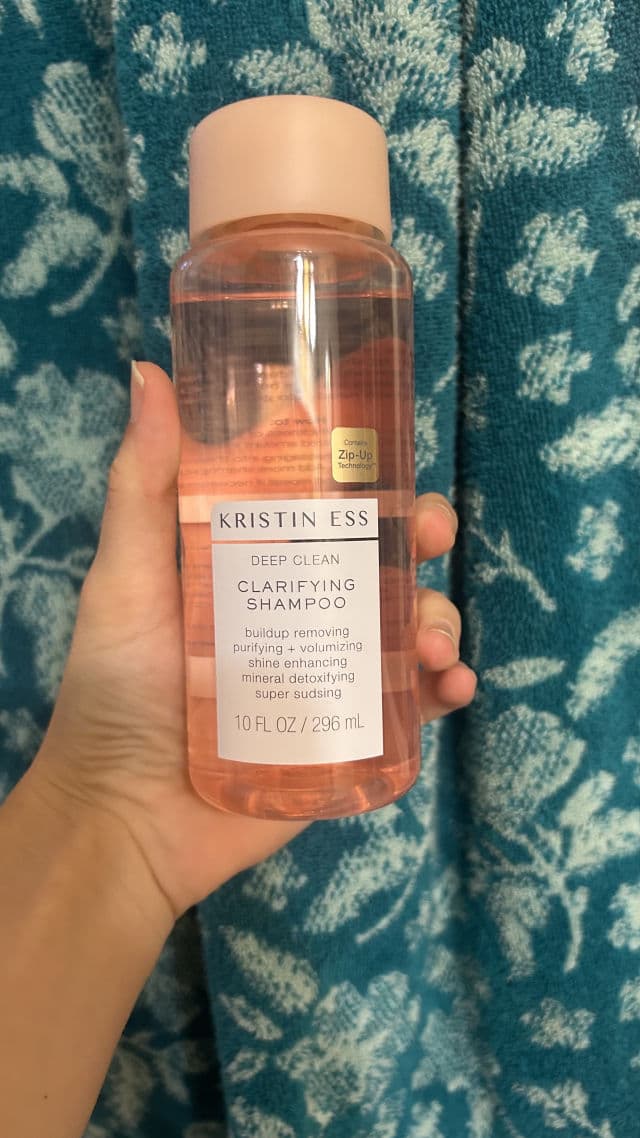 Contains
Zip-Up
Technology™
KRISTIN ESS
DEEP CLEAN
CLARIFYING
SHAMPOO
buildup removing
purifying + volumizing
shine enhancing
mineral detoxifying
super sudsing
10 FL OZ / 296 mL